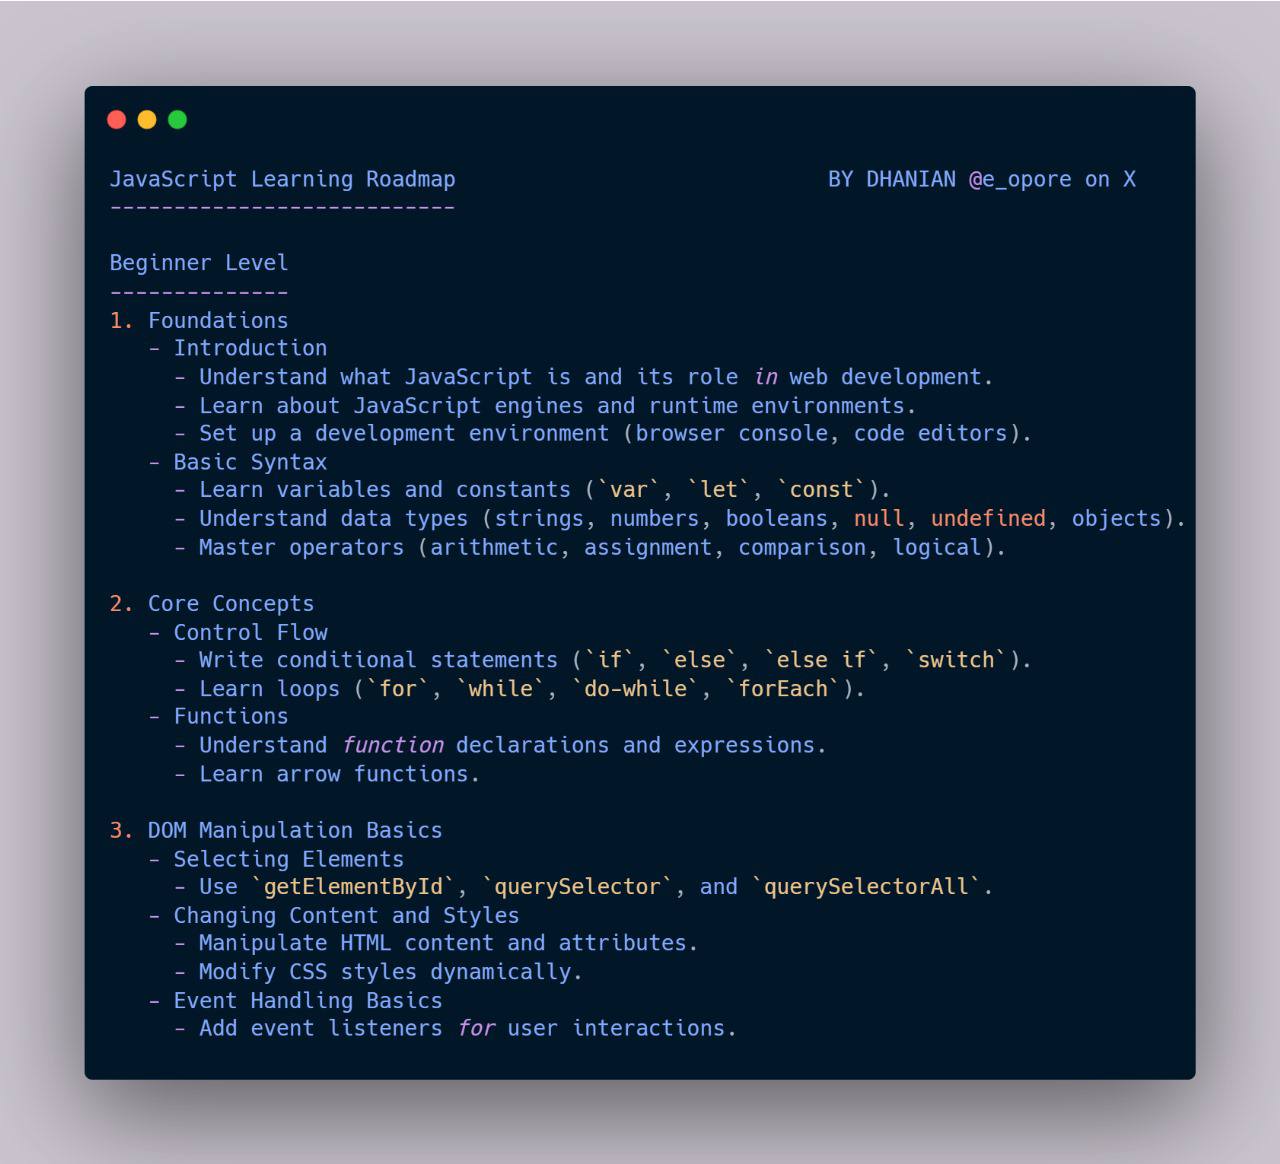 JavaScript Learning Roadmap BY DHANIAN @e_opore on X
---------------------------
Beginner Level
--------------
1. Foundations
- Introduction
- Understand what JavaScript is and its role in web development.
- Learn about JavaScript engines and runtime environments.
- Set up a development environment (browser console, code editors).
- Basic Syntax
- Learn variables and constants (`var`, `let`, `const`).
- Understand data types (strings, numbers, booleans, null, undefined, objects).
- Master operators (arithmetic, assignment, comparison, logical).
2. Core Concepts
- Control Flow
- Write conditional statements (`if`, `else`, `else if`, `switch`).
- Learn loops (`for`, `while`, `do-while`, `forEach`).
- Functions
- Understand function declarations and expressions.
- Learn arrow functions.
3. DOM Manipulation Basics
- Selecting Elements
- Use `getElementById`, `querySelector`, and `querySelectorAll`.
- Changing Content and Styles
- Manipulate HTML content and attributes.
- Modify CSS styles dynamically.
- Event Handling Basics
- Add event listeners for user interactions.